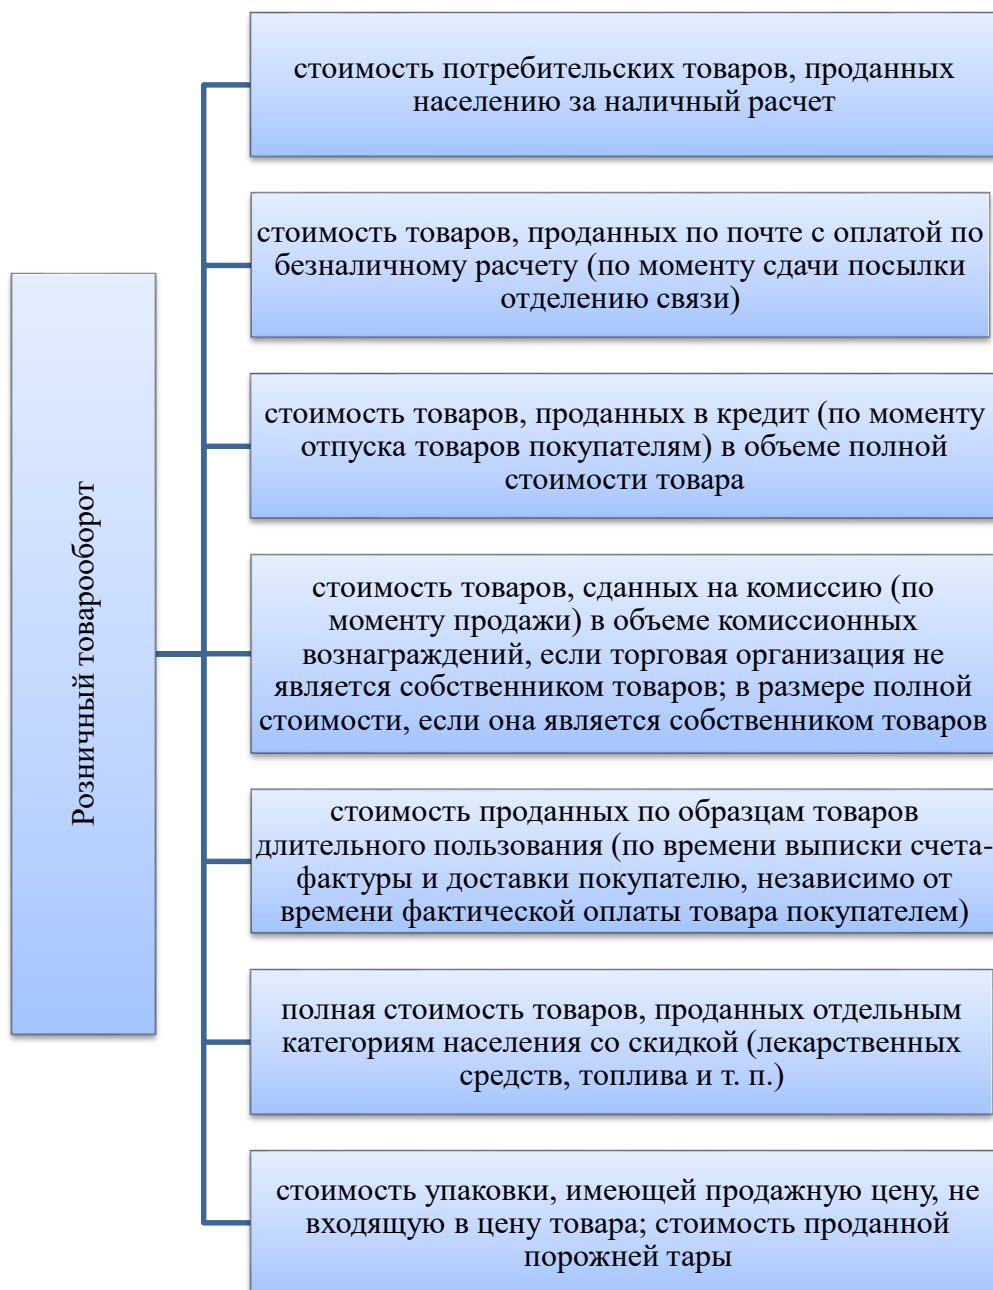 Розничный товарооборот
стоимость потребительских товаров, проданных
населению за наличный расчет
стоимость товаров, проданных по почте с оплатой по
безналичному расчету (по моменту сдачи посылки
отделению связи)
стоимость товаров, проданных в кредит (по моменту
отпуска товаров покупателям) в объеме полной
стоимости товара
стоимость товаров, сданных на комиссию (по
моменту продажи) в объеме комиссионных
вознаграждений, если торговая организация не
является собственником товаров; в размере полной
стоимости, если она является собственником товаров
стоимость проданных по образцам товаров
длительного пользования (по времени выписки счета-
фактуры и доставки покупателю, независимо от
времени фактической оплаты товара покупателем)
полная стоимость товаров, проданных отдельным
категориям населения со скидкой (лекарственных
средств, топлива и т. п.)
стоимость упаковки, имеющей продажную цену, не
входящую в цену товара; стоимость проданной
порожней тары